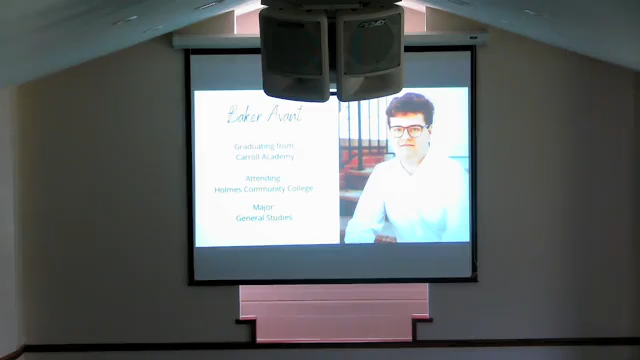 Baker Avant
Graduating from
Carroll Academy
Attending
Holmes Community College
Major
General Studies